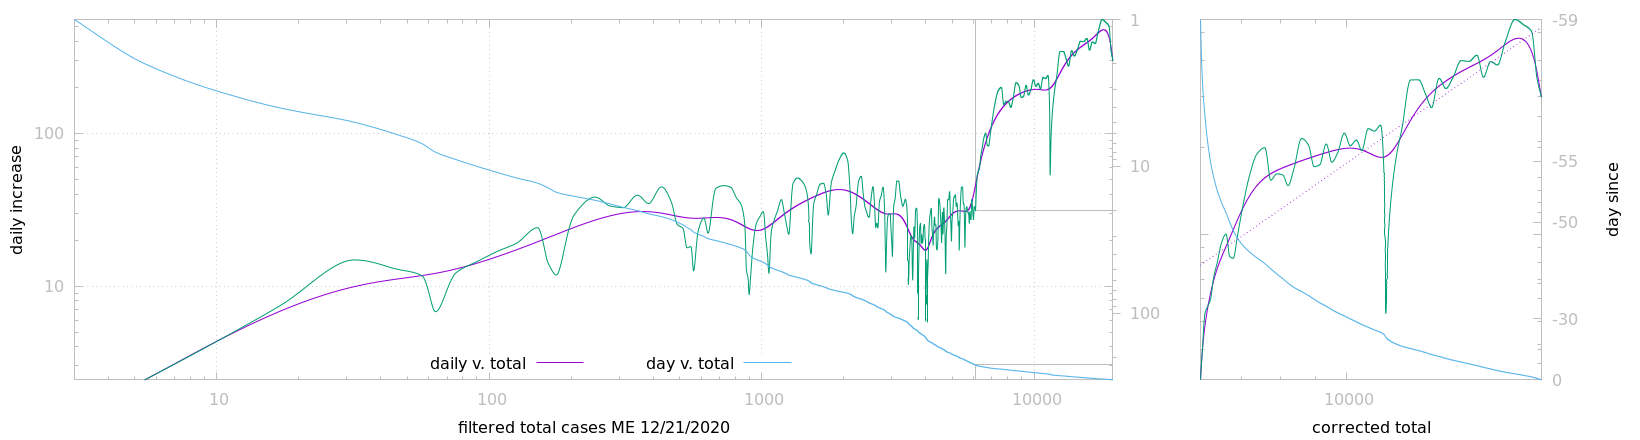 daily increase
100
10
daily v. total
day v. total
10
100
1000
10000
1
10
100
filtered total cases ME 12/21/2020
10000
-59
-55
-50
-30
0
day since
corrected total